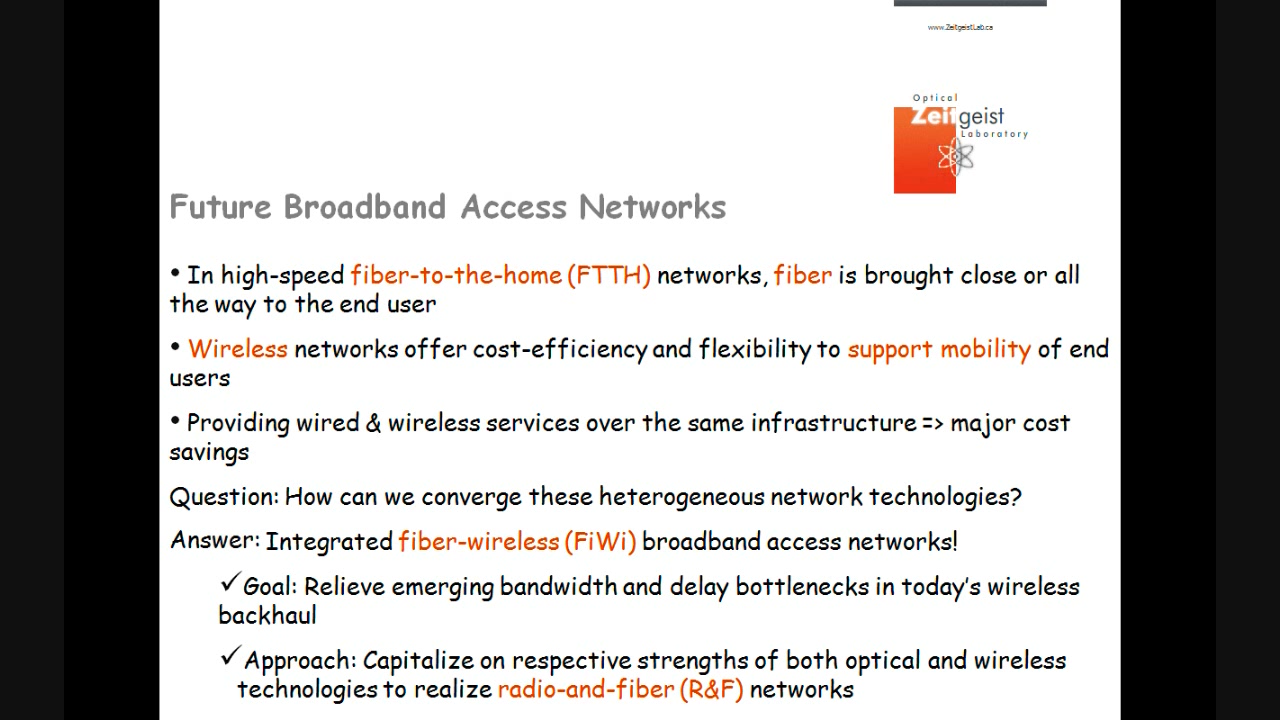 www.ZeitgeistLab.ca
Optical
Zeitgeist
Laboratory
Future Broadband Access Networks
• In high-speed fiber-to-the-home (FTTH) networks, fiber is brought close or all
the way to the end user
• Wireless networks offer cost-efficiency and flexibility to support mobility of end
users
• Providing wired & wireless services over the same infrastructure => major cost
savings
Question: How can we converge these heterogeneous network technologies?
Answer: Integrated fiber-wireless (FiWi) broadband access networks!
✓Goal: Relieve emerging bandwidth and delay bottlenecks in today's wireless
backhaul
✓Approach: Capitalize on respective strengths of both optical and wireless
technologies to realize radio-and-fiber (R&F) networks